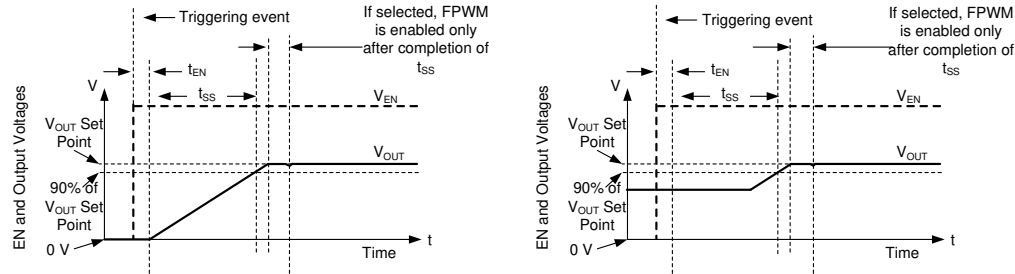 Triggering event
If selected, FPWM
is enabled only
after completion of
tSS
tEN
V
tSS
VEN
EN and Output Voltages
VOUT Set
Point
VOUT
90% of
VOUT Set
Point
0 V
t
Time
Triggering event
If selected, FPWM
is enabled only
after completion of
tSS
tEN
V
tSS
VEN
EN and Output Voltages
VOUT Set
Point
VOUT
90% of
VOUT Set
Point
0 V
t
Time